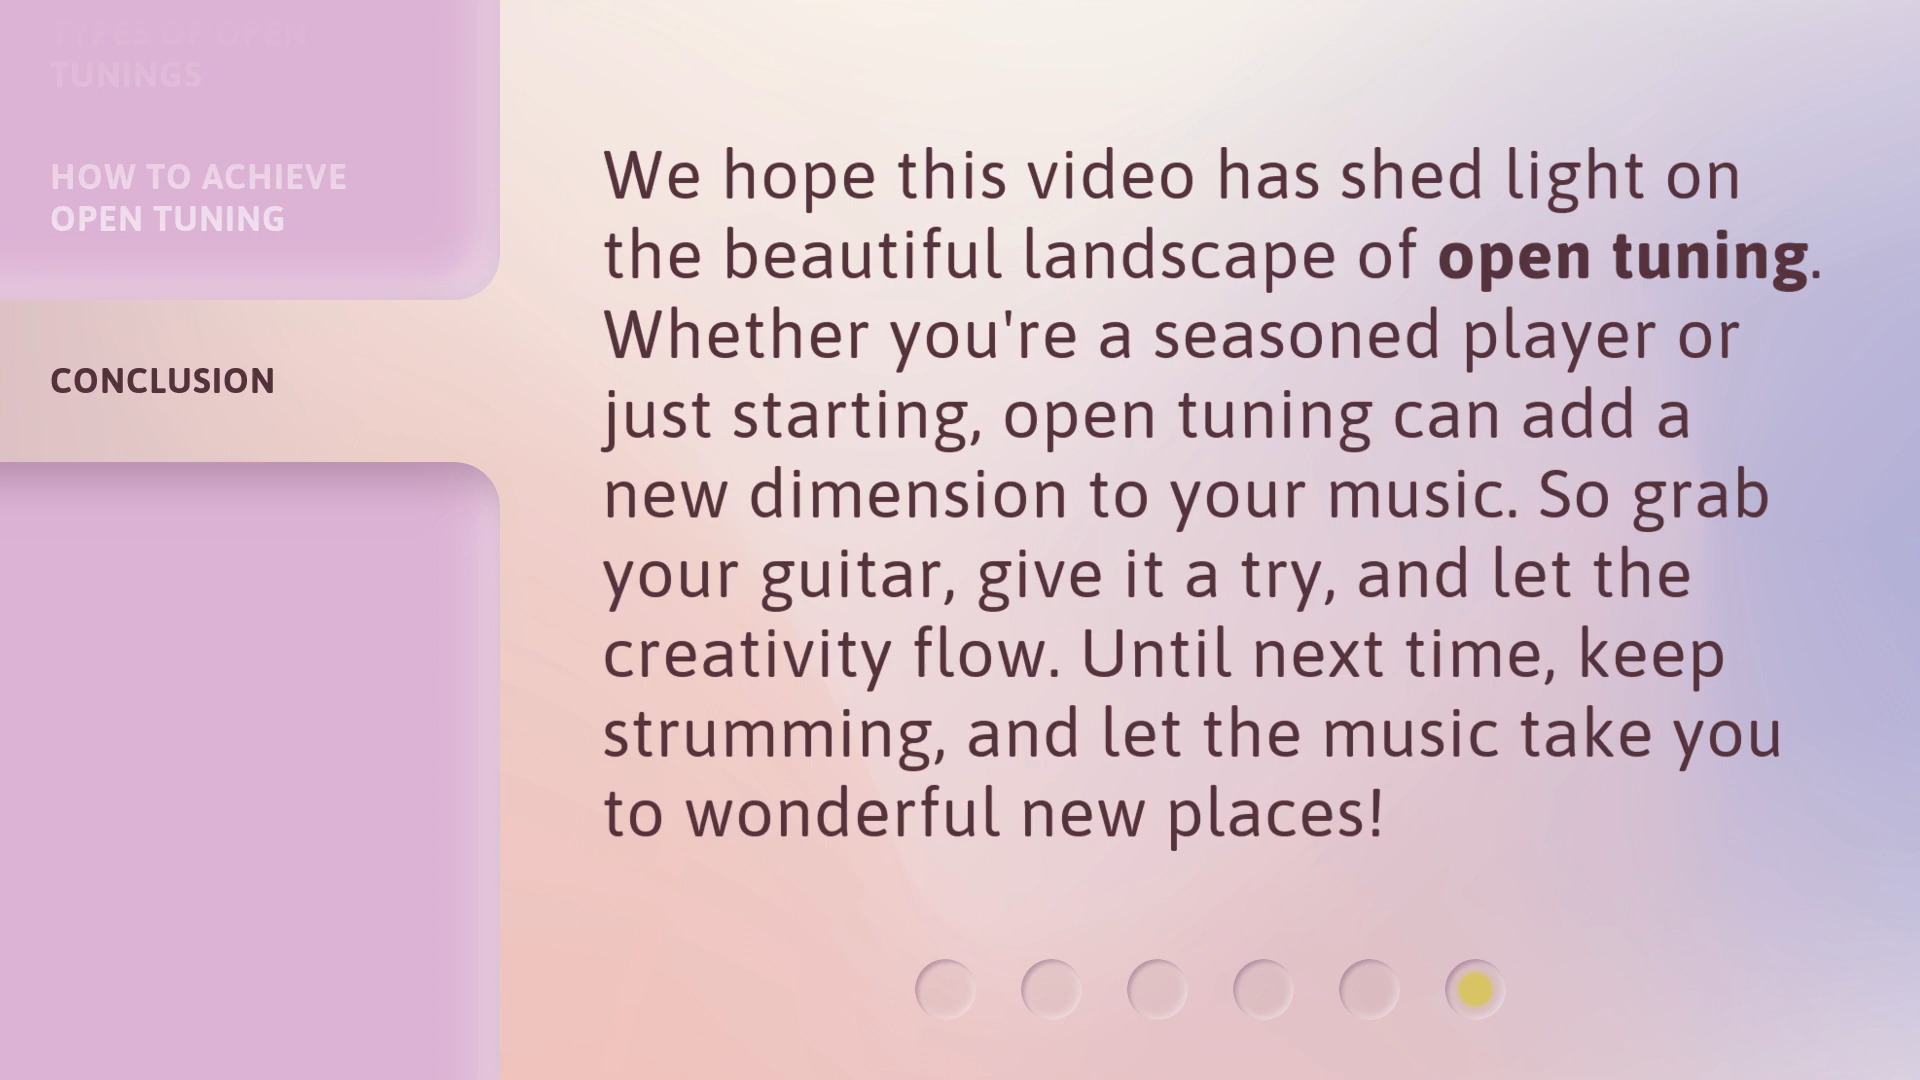 TYPES OF OPEN
TUNINGS
HOW TO ACHIEVE
OPEN TUNING
CONCLUSION
We hope this video has shed light on
the beautiful landscape of open tuning.
Whether you're a seasoned player or
just starting, open tuning can add a
new dimension to your music. So grab
your guitar, give it a try, and let the
creativity flow. Until next time, keep
strumming, and let the music take you
to wonderful new places!